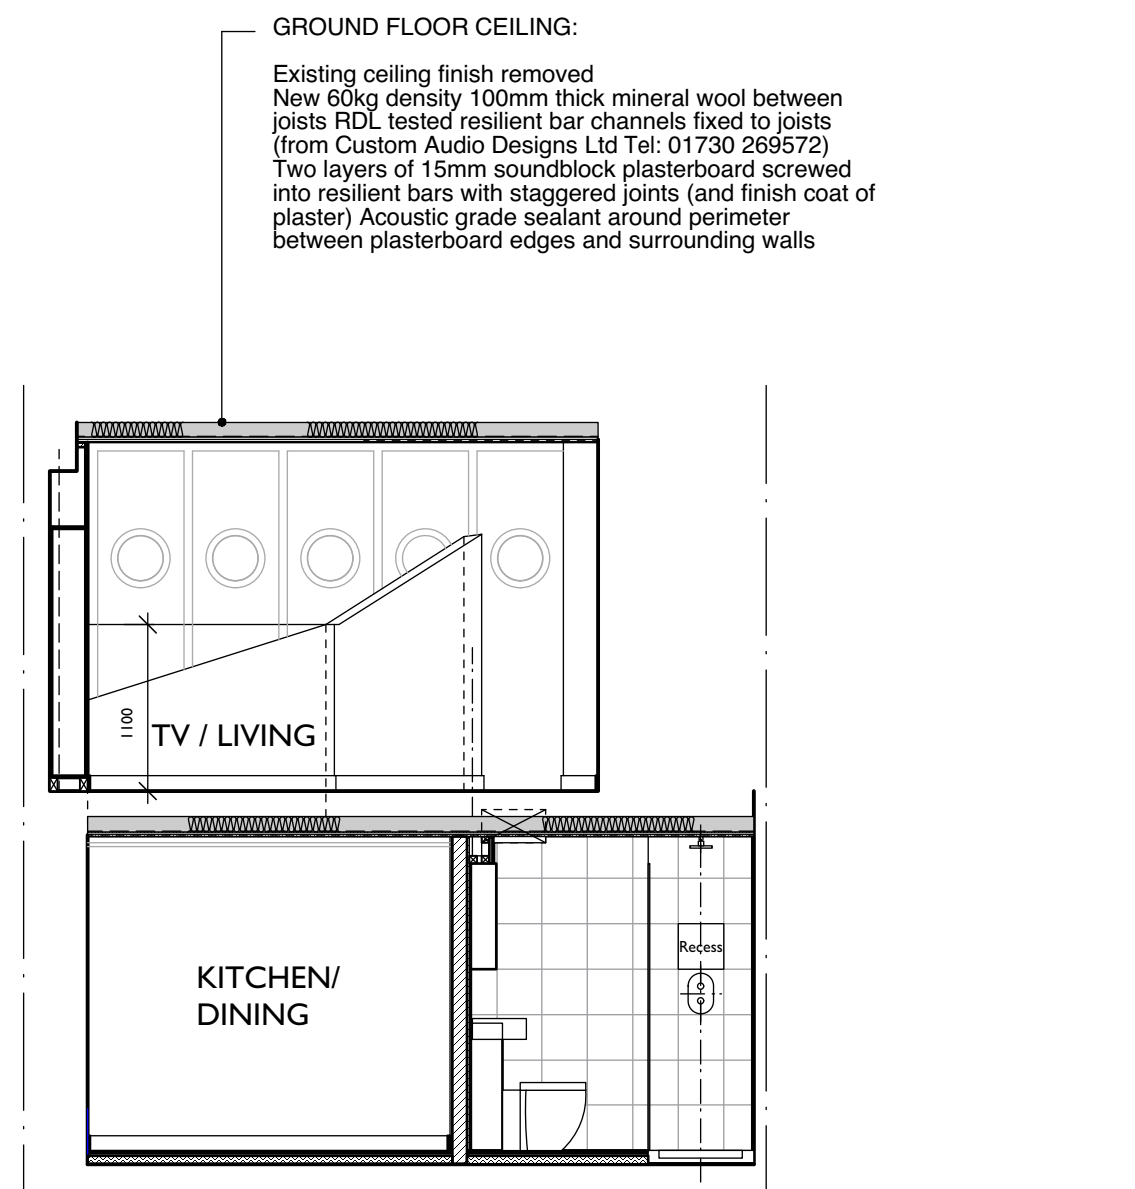 GROUND FLOOR CEILING:
Existing ceiling finish removed
New 60kg density 100mm thick mineral wool between
joists RDL tested resilient bar channels fixed to joists
(from Custom Audio Designs Ltd Tel: 01730 269572)
Two layers of 15mm soundblock plasterboard screwed
into resilient bars with staggered joints (and finish coat of
plaster) Acoustic grade sealant around perimeter
between plasterboard edges and surrounding walls
1100
TV / LIVING
KITCHEN/
DINING
Recess